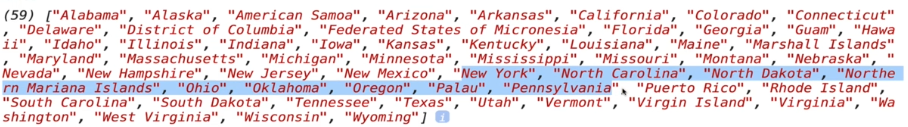 (59) ["Alabama", "Alaska", "American Samoa", "Arizona", "Arkansas", "California", "Colorado", "Connecticut"
, "Delaware", "District of Columbia", "Federated States of Micronesia", "Florida", "Georgia", "Guam", "Hawa
ii", "Idaho", "Illinois", "Indiana", "Iowa", "Kansas", "Kentucky", "Louisiana", "Maine", "Marshall Islands"
, "Maryland", "Massachusetts", "Michigan", "Minnesota", "Mississippi", "Missouri", "Montana", "Nebraska", "
Nevada", "New Hampshire", "New Jersey", "New Mexico", "New York", "North Carolina", "North Dakota", "Northe
rn Mariana Islands", "Ohio", "Oklahoma", "Oregon", "Palau", "Pennsylvania", "Puerto Rico", "Rhode Island",
"South Carolina", "South Dakota", "Tennessee", "Texas", "Utah", "Vermont", "Virgin Island", "Virginia", "Wa
shington", "West Virginia", "Wisconsin", "Wyoming"] i